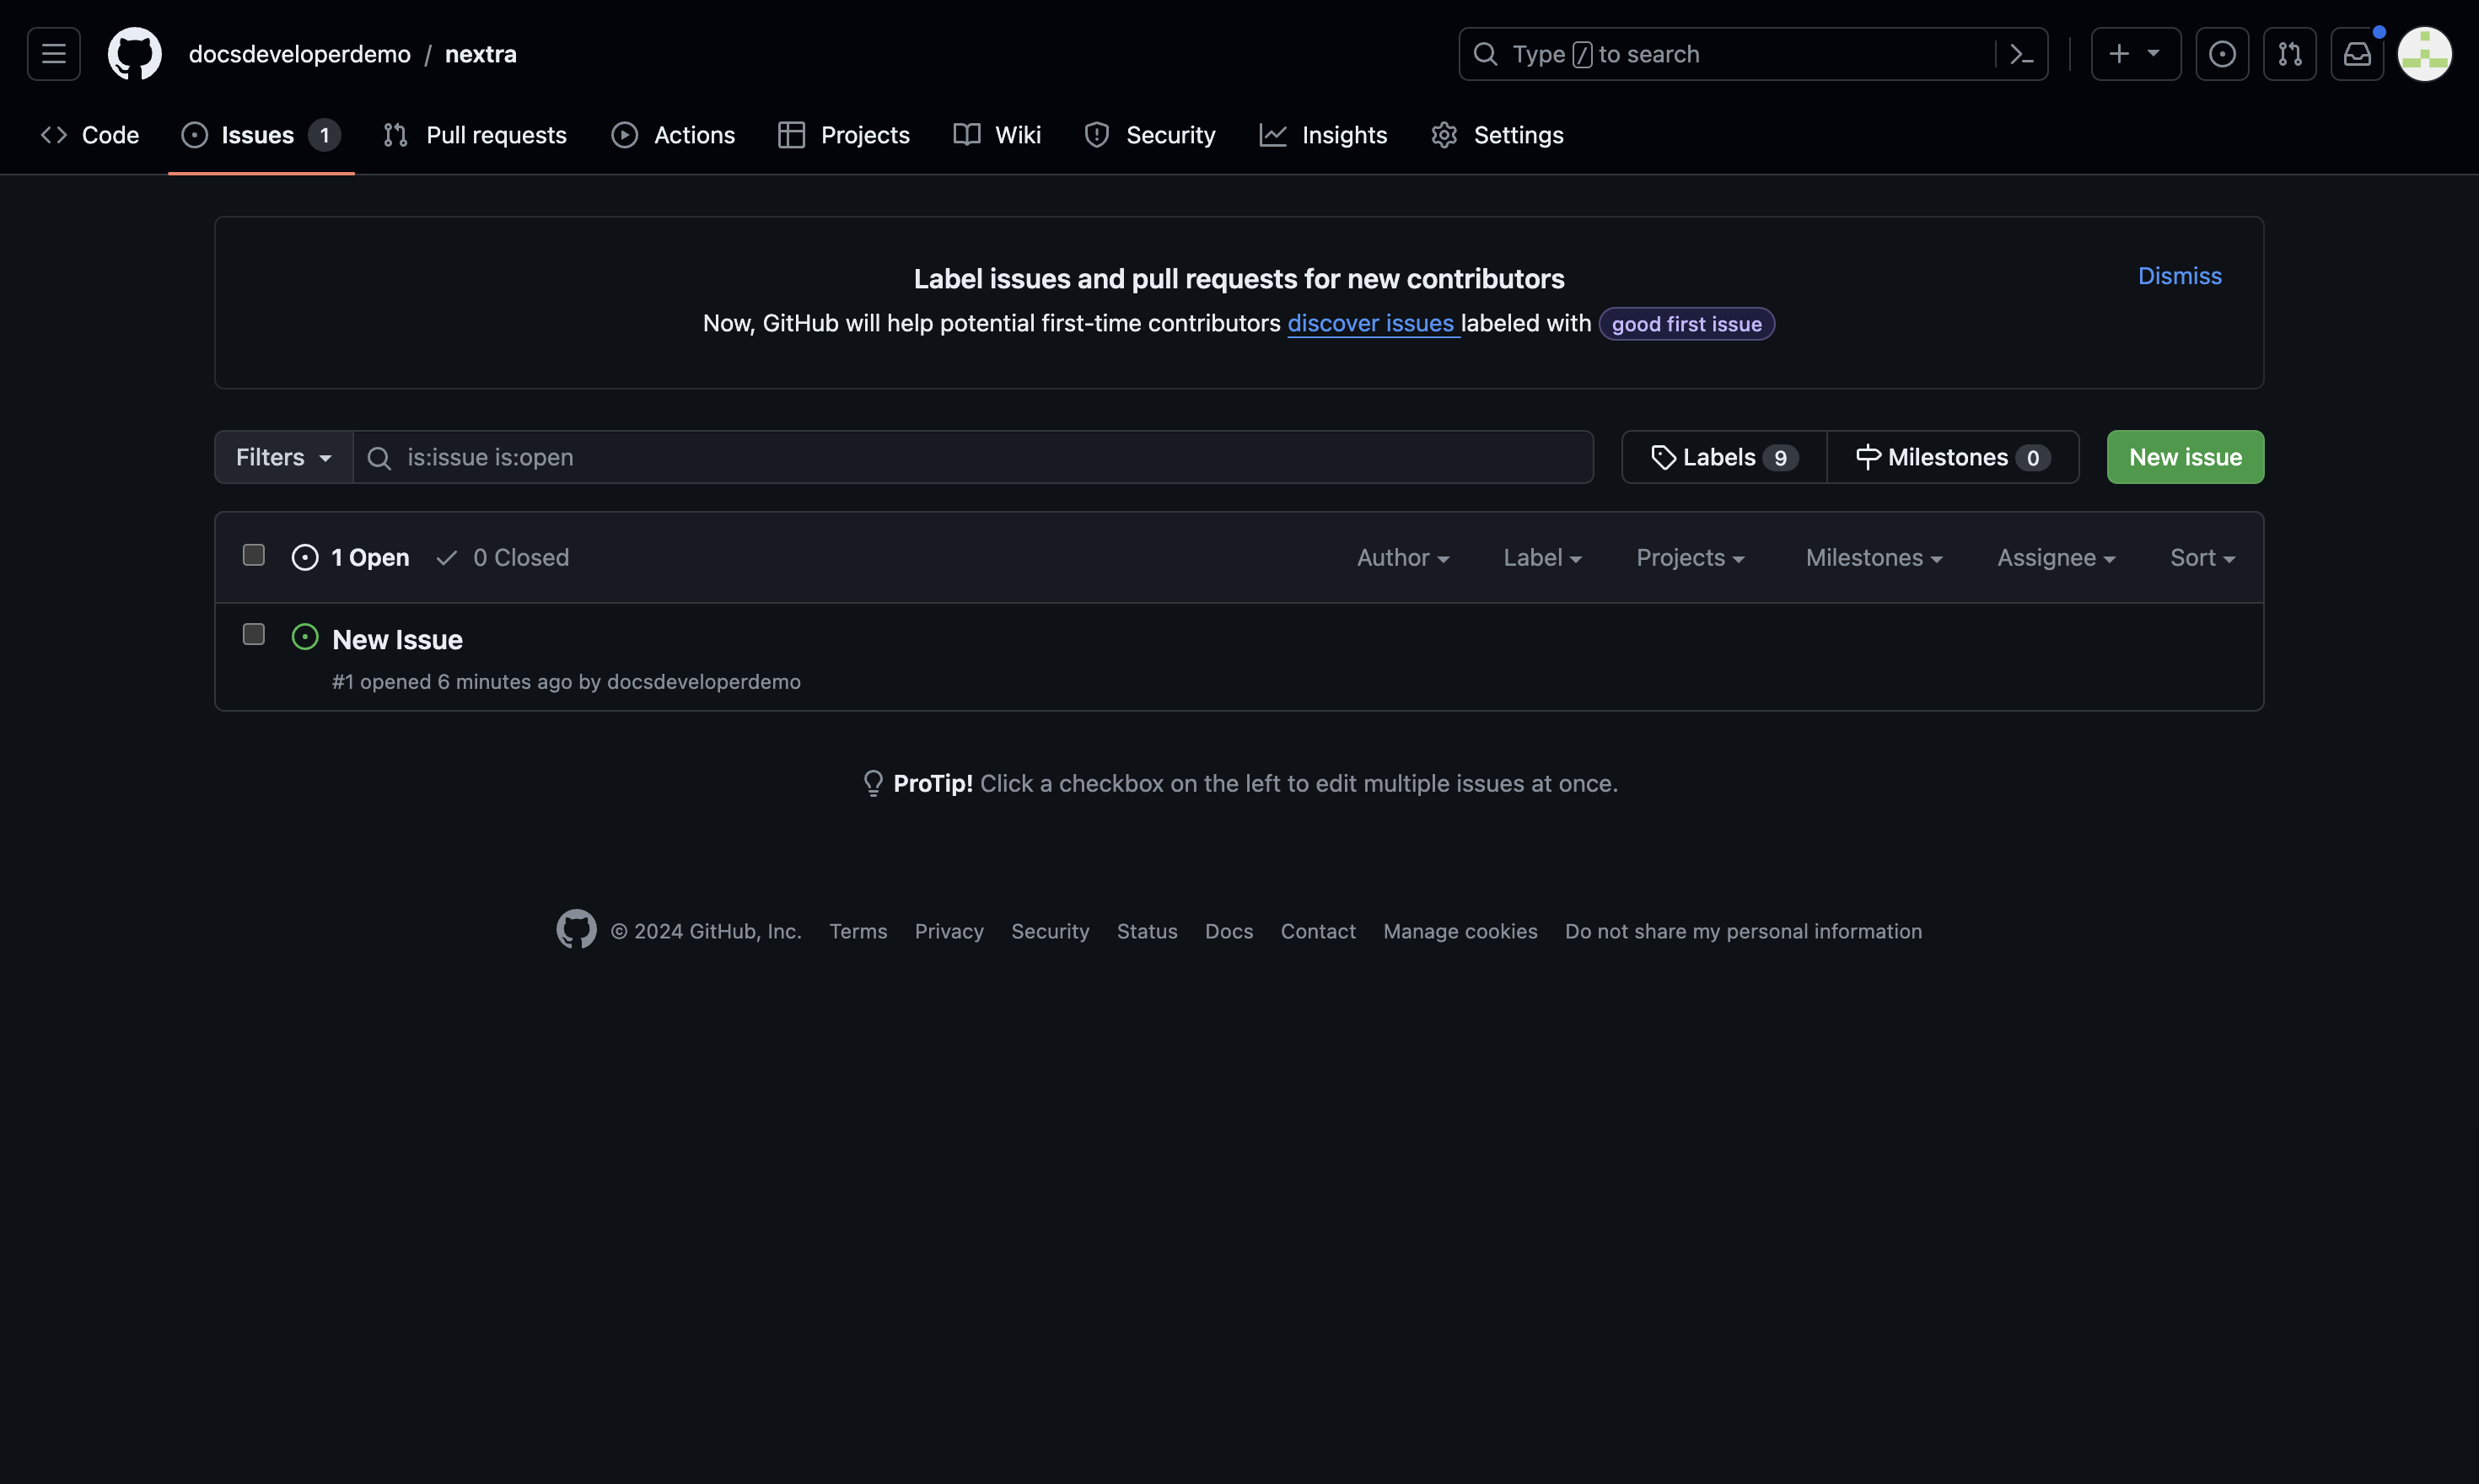 docsdeveloperdemo / nextra
Type / to search
Code Issues 1 Pull requests Actions Projects Wiki Security Insights Settings
Label issues and pull requests for new contributors
Dismiss
Now, GitHub will help potential first-time contributors discover issues labeled with good first issue
Filters is:issue is:open Labels 9 Milestones 0 New issue
1 Open 0 Closed Author Label Projects Milestones Assignee Sort
New Issue
#1 opened 6 minutes ago by docsdeveloperdemo
ProTip! Click a checkbox on the left to edit multiple issues at once.
© 2024 GitHub, Inc. Terms Privacy Security Status Docs Contact Manage cookies Do not share my personal information